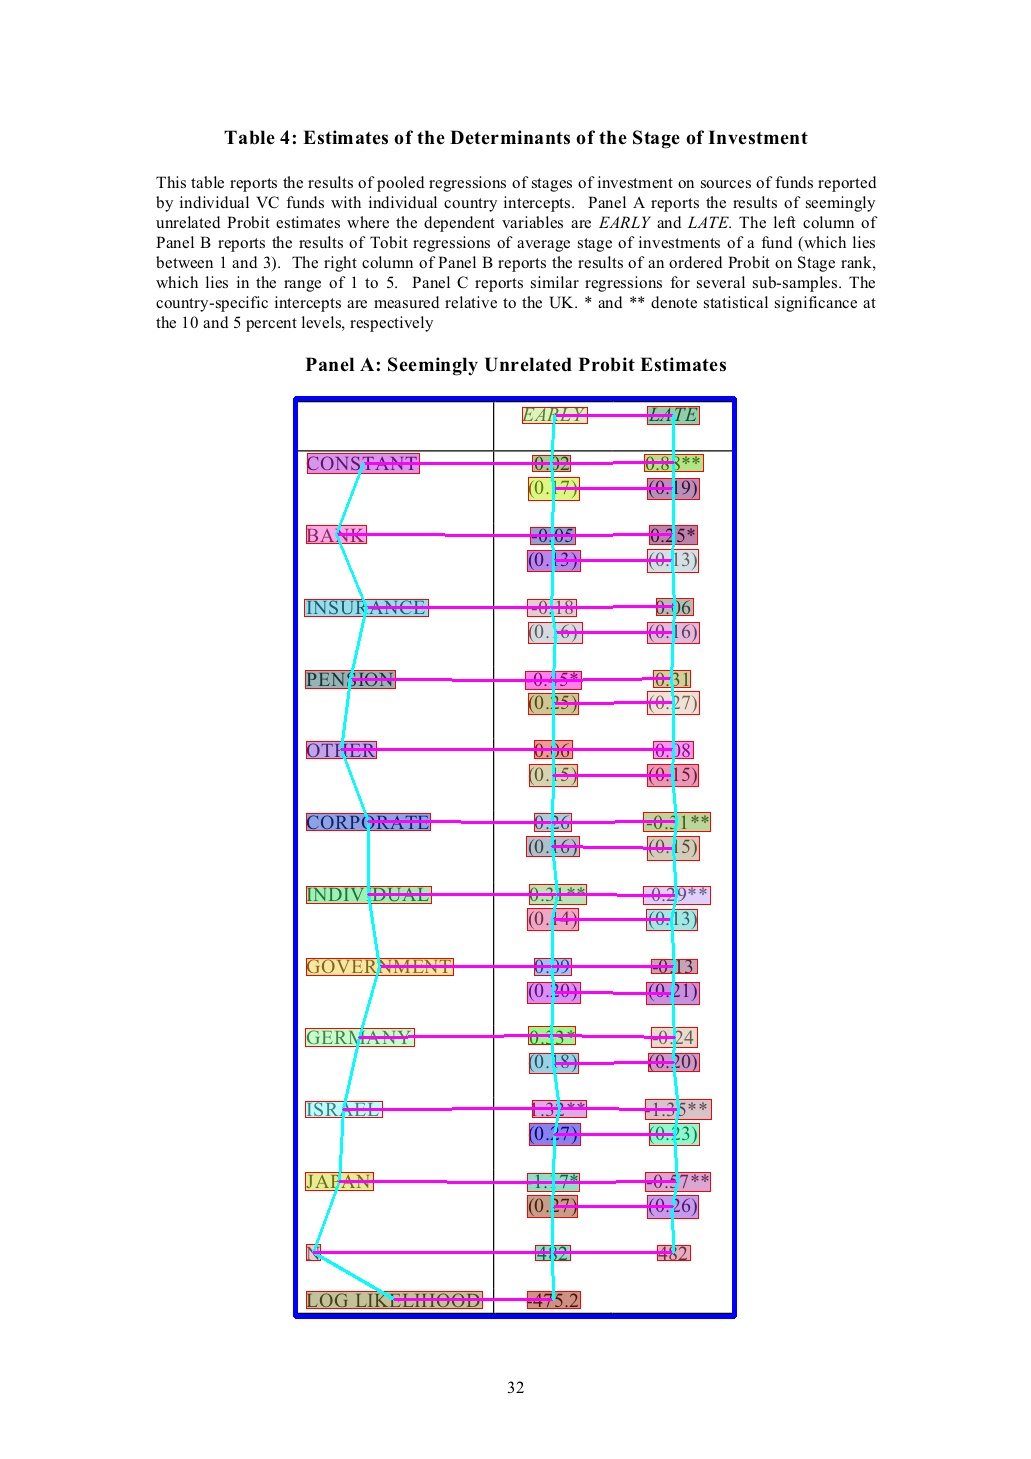 Table 4: Estimates of the Determinants of the Stage of Investment
This table reports the results of pooled regressions of stages of investment on sources of funds reported
by individual VC funds with individual country intercepts. Panel A reports the results of seemingly
unrelated Probit estimates where the dependent variables are EARLY and LATE. The left column of
Panel B reports the results of Tobit regressions of average stage of investments of a fund (which lies
between 1 and 3). The right column of Panel B reports the results of an ordered Probit on Stage rank,
which lies in the range of 1 to 5. Panel C reports similar regressions for several sub-samples. The
country-specific intercepts are measured relative to the UK. * and ** denote statistical significance at
the 10 and 5 percent levels, respectively
Panel A: Seemingly Unrelated Probit Estimates
EARLY LATE
CONSTANT 0.02
(0.17) (0.19)
BANK -0.05 0.25*
(0.13) (0.13)
INSURANCE -0.18 0.06
(0.16) (0.16)
PENSION 0.31
(0.25) (0.27)
OTHER 0.06 0.08
(0.15) (0.15)
CORPORATE 0.26 -0.31**
(0.16) (0.15)
INDIVIDUAL 0.31** -0.29**
(0.14) (0.13)
GOVERNMENT 0.09 -0.13
(0.20) (0.21)
GERMANY 0.33* -0.24
(0.18) (0.20)
ISRAEL 1.32** -1.35**
(0.27) (0.23)
JAPAN -0.57**
(0.27) (0.26)
N 482 482
LOG LIKELIHOOD -475.2
32